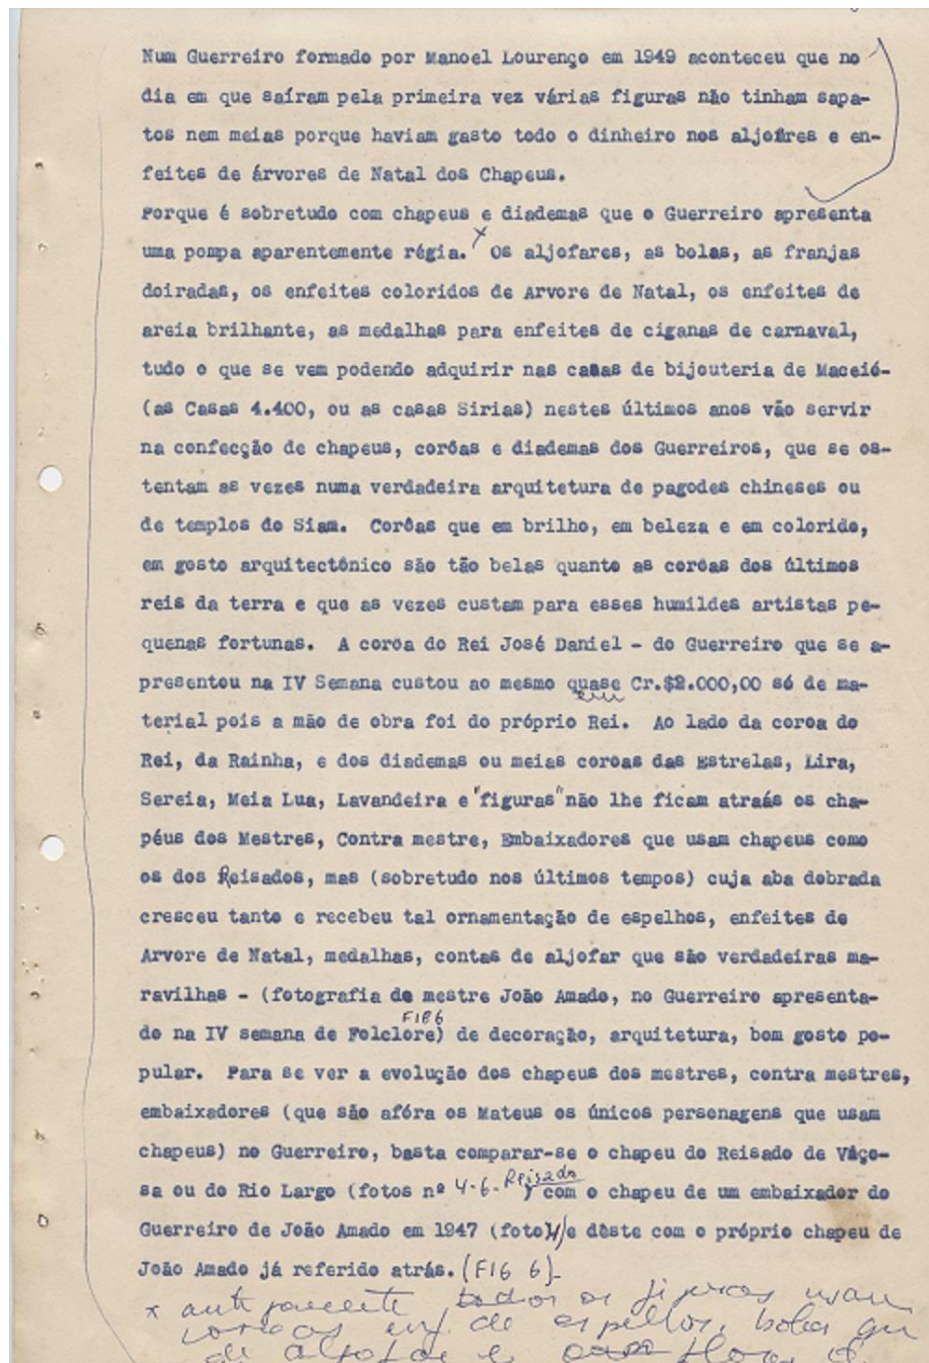 Num Guerreiro formado por Manoel Lourenço em 1949 aconteceu que no
dia em que saíram pela primeira vez várias figuras não tinham sapa-
tos nem meias porque haviam gasto todo o dinheiro nos aljofares e en-
feites de árvores de Natal dos Chapeus.
Porque é sobretudo com chapeus e diademas que o Guerreiro apresenta
uma pompa aparentemente régia. x Os aljofares, as bolas, as franjas
doiradas, os enfeites coloridos de Arvore de Natal, os enfeites de
areia brilhante, as medalhas para enfeites de ciganas de carnaval,
tudo o que se vem podendo adquirir nas casas de bijouteria de Maceió-
(as Casas 4.400, ou as casas Sirias) nestes últimos anos vão servir
na confecção de chapeus, corôas e diademas dos Guerreiros, que se os-
tentam as vezes numa verdadeira arquitetura de pagodes chineses ou
de templos do Siam. Corôas que em brilho, em beleza e em colorido,
em gosto arquitectônico são tão belas quanto as corôas dos últimos
reis da terra e que as vezes custam para esses humildes artistas pe-
quenas fortunas. A coroa do Rei José Daniel - do Guerreiro que se a-
presentou na IV Semana custou ao mesmo quase Cr.$2.000,00 só de ma-
terial pois a mão de obra foi do próprio Rei. Ao lado da coroa do
Rei, da Rainha, e dos diademas ou meias coroas das Estrelas, Lira,
Sereia, Meia Lua, Lavandeira e "figuras" não lhe ficam atraás os cha-
péus dos Mestres, Contra mestre, Embaixadores que usam chapeus como
os dos Reisados, mas (sobretudo nos últimos tempos) cuja aba dobrada
cresceu tanto e recebeu tal ornamentação de espelhos, enfeites de
Arvore de Natal, medalhas, contas de aljofar que são verdadeiras ma-
ravilhas - (fotografia de mestre João Amado, no Guerreiro apresenta-
FIG 6
do na IV semana de Folclore) de decoração, arquitetura, bom gosto po-
pular. Para se ver a evolução dos chapeus dos mestres, contra mestres,
embaixadores (que são afóra os Mateus os únicos personagens que usam
chapeus) no Guerreiro, basta comparar-se o chapeu do Reisado de Viço-
sa ou do Rio Largo (fotos nº 4-6-Reisado) com o chapeu de um embaixador do
Guerreiro de João Amado em 1947 (foto) e dêste com o próprio chapeu de
João Amado já referido atrás. (FIG 6)-
x todos as figuras usam
de espelhos, bolas
de aljofar e